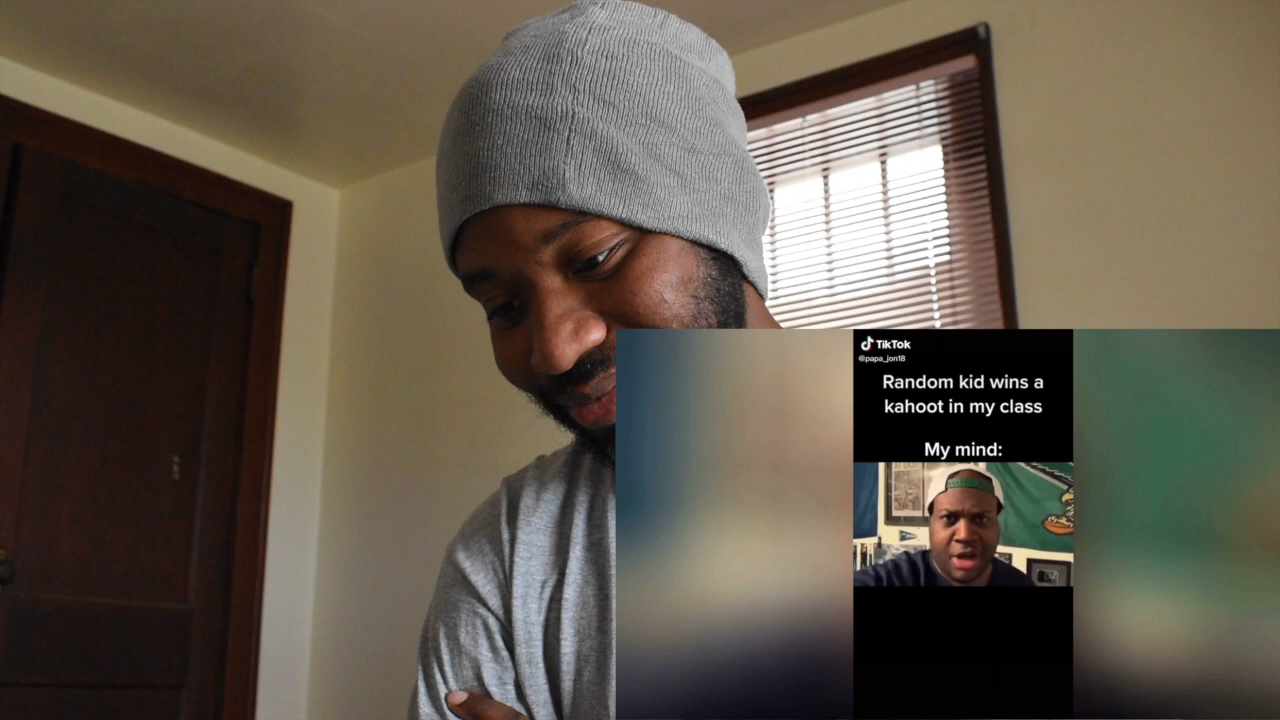 TikTok
@papa_jon18
Random kid wins a
kahoot in my class
My mind: